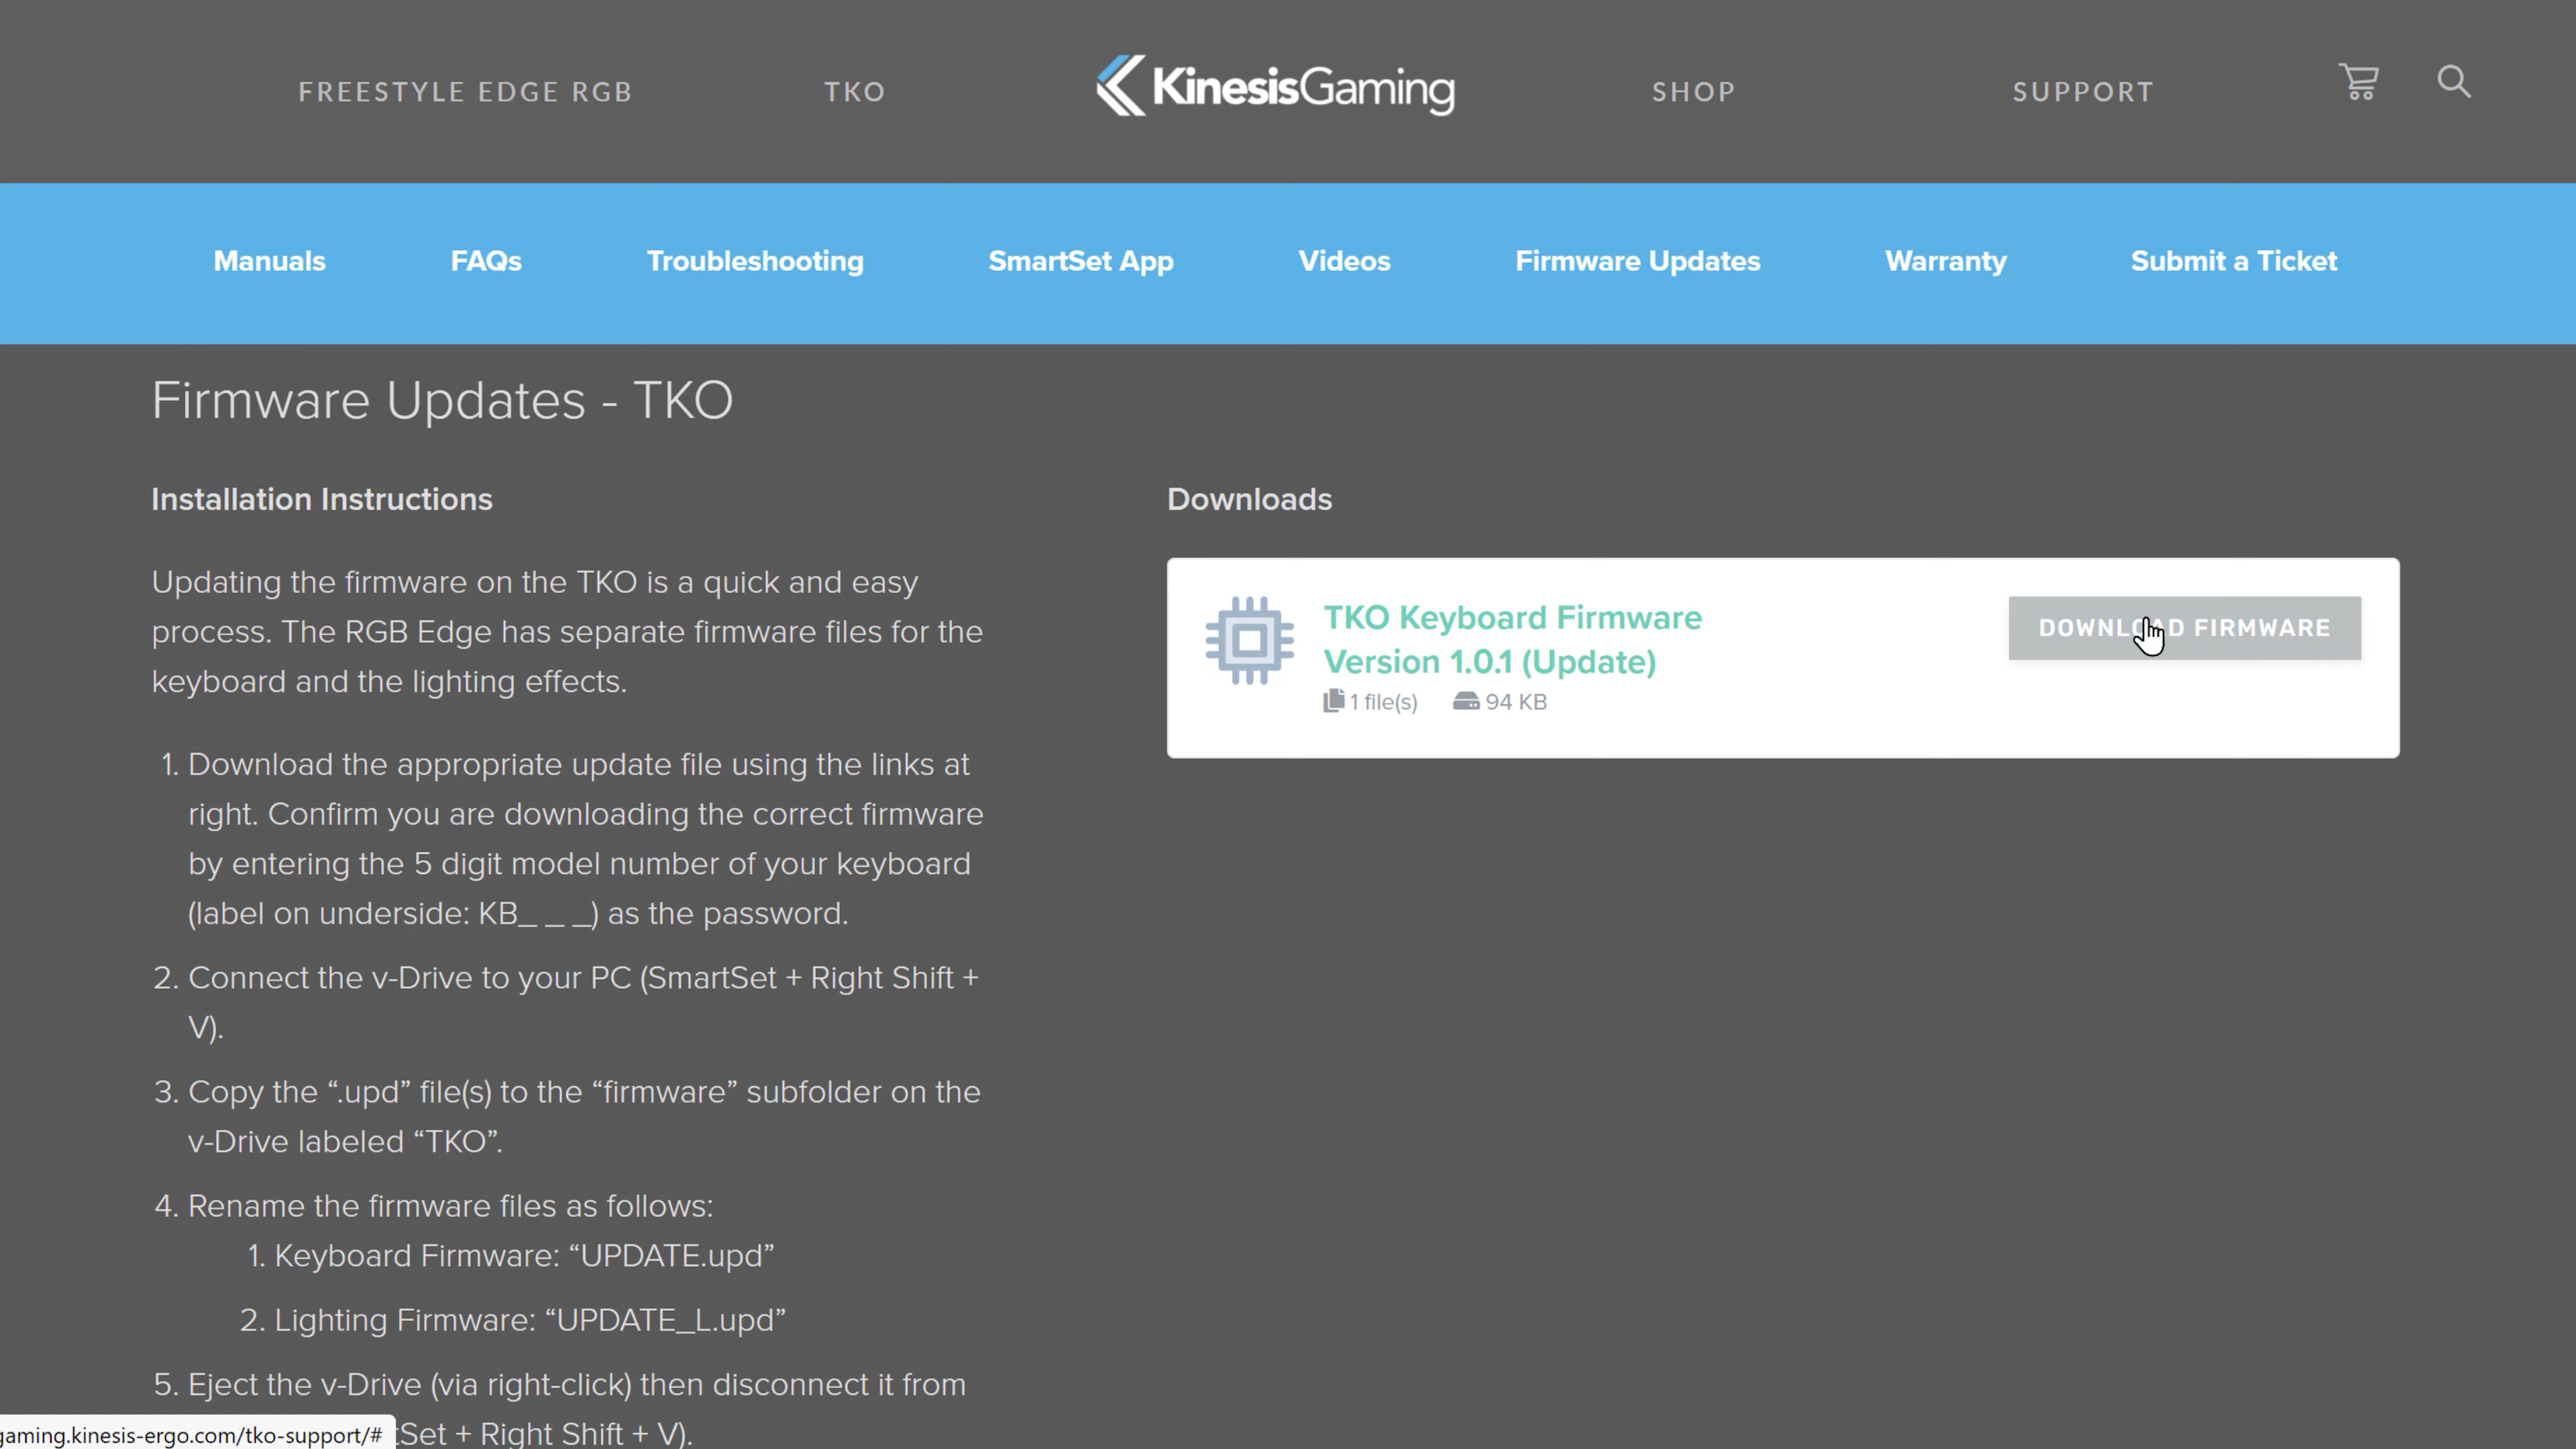 FREESTYLE EDGE RGB
TKO
KinesisGaming
SHOP
SUPPORT
Manuals
FAQs
Troubleshooting
SmartSet App
Videos
Firmware Updates
Warranty
Submit a Ticket
Firmware Updates - TKO
Installation Instructions
Updating the firmware on the TKO is a quick and easy
process. The RGB Edge has separate firmware files for the
keyboard and the lighting effects.
1. Download the appropriate update file using the links at
right. Confirm you are downloading the correct firmware
by entering the 5 digit model number of your keyboard
(label on underside: KB_ _ _) as the password.
2. Connect the v-Drive to your PC (SmartSet + Right Shift +
V).
3. Copy the “.upd” file(s) to the “firmware” subfolder on the
v-Drive labeled “TKO”.
4. Rename the firmware files as follows:
1. Keyboard Firmware: “UPDATE.upd”
2. Lighting Firmware: “UPDATE_L.upd”
5. Eject the v-Drive (via right-click) then disconnect it from
tSet + Right Shift + V).
Downloads
TKO Keyboard Firmware
Version 1.0.1 (Update)
1 file(s) 94 KB
DOWNLOAD FIRMWARE
gaming.kinesis-ergo.com/tko-support/#